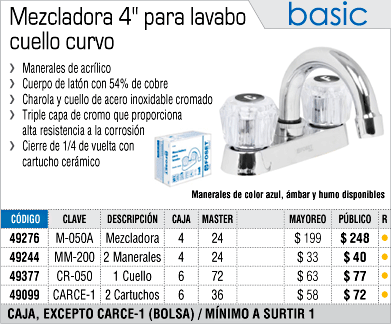 Mezcladora 4" para lavabo
cuello curvo
basic
› Manerales de acrílico
› Cuerpo de latón con 54% de cobre
› Charola y cuello de acero inoxidable cromado
› Triple capa de cromo que proporciona
alta resistencia a la corrosión
› Cierre de 1/4 de vuelta con
cartucho cerámico
FOSET
Manerales de color azul, ámbar y humo disponibles
CÓDIGO CLAVE DESCRIPCIÓN CAJA MASTER MAYOREO PÚBLICO R
49276 M-050A Mezcladora 4 24 $ 199 $ 248
49244 MM-200 2 Manerales 4 24 $ 33 $ 40
49377 CR-050 1 Cuello 6 72 $ 63 $ 77
49099 CARCE-1 2 Cartuchos 6 36 $ 58 $ 72
CAJA, EXCEPTO CARCE-1 (BOLSA) / MÍNIMO A SURTIR 1